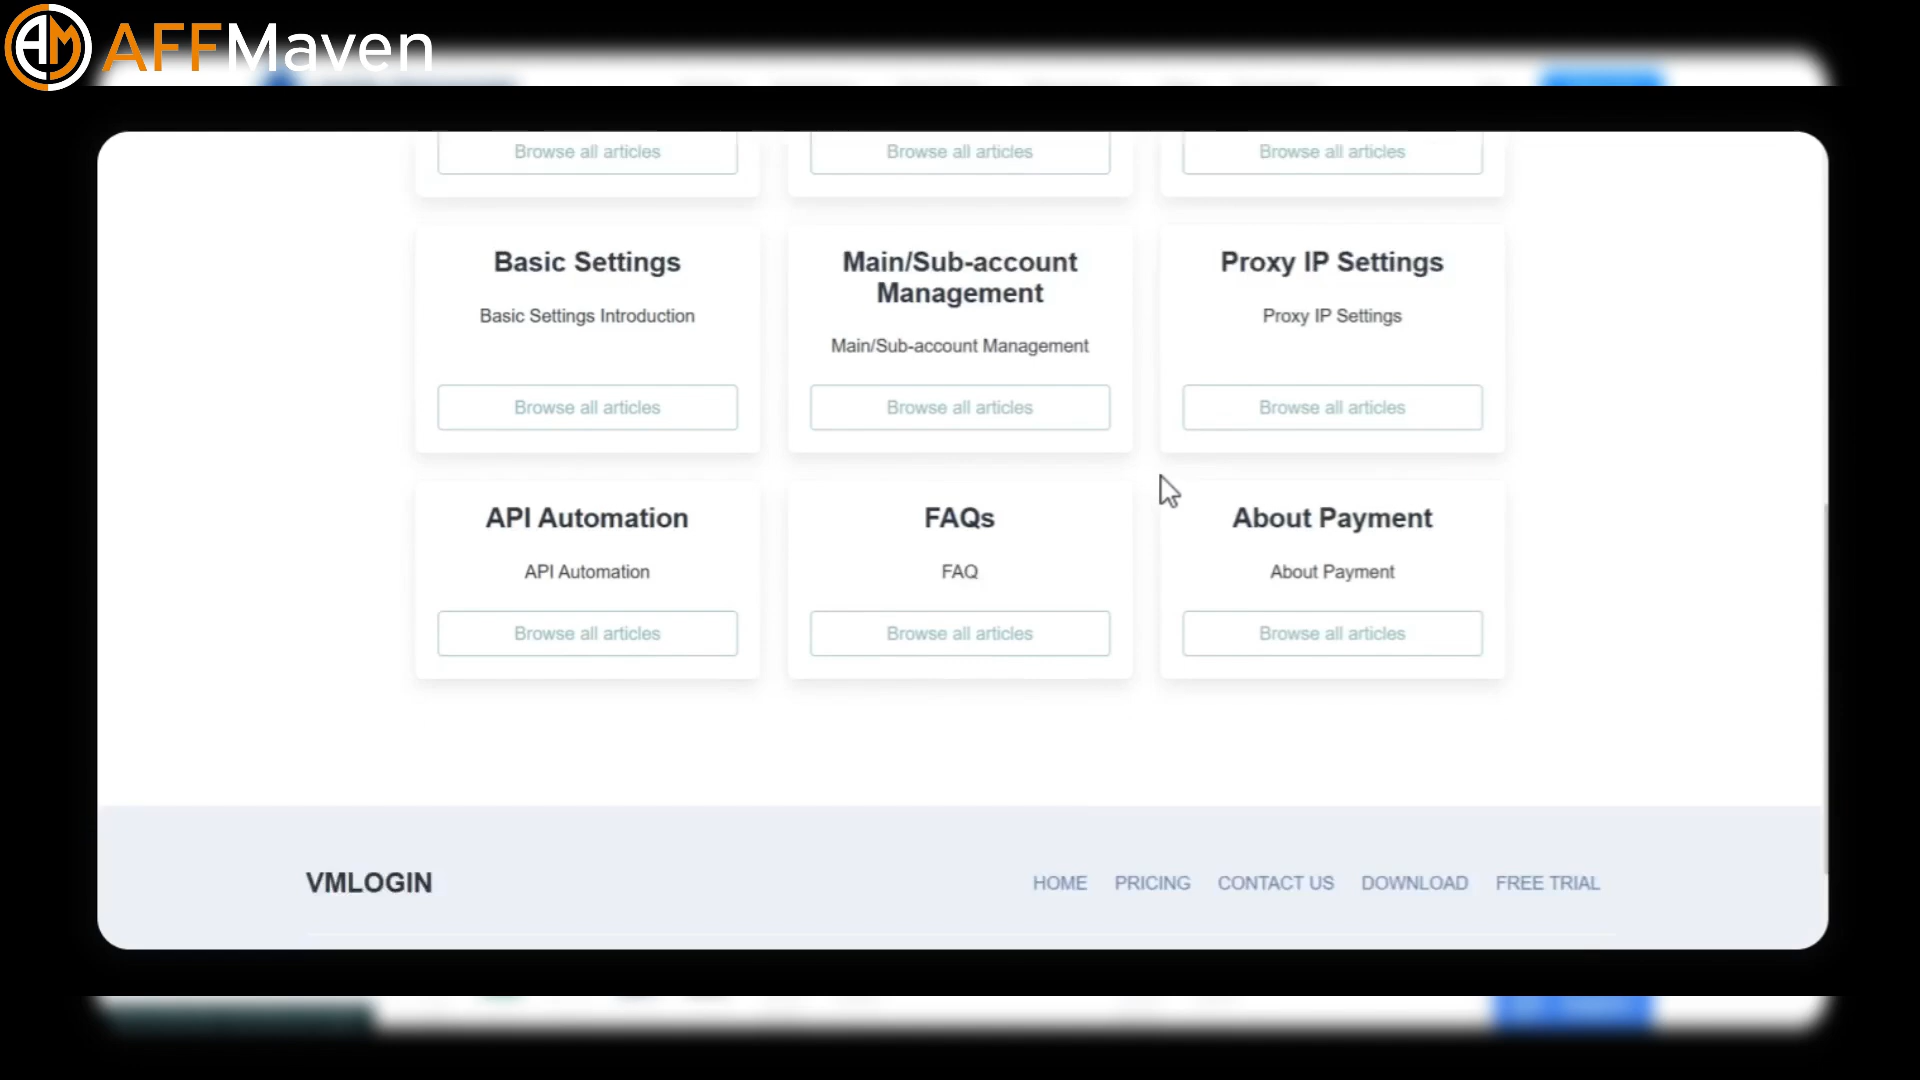 AM AFFMaven
Browse all articles Browse all articles Browse all articles
Basic Settings Main/Sub-account Management Proxy IP Settings
Basic Settings Introduction Main/Sub-account Management Proxy IP Settings
Browse all articles Browse all articles Browse all articles
API Automation FAQs About Payment
API Automation FAQ About Payment
Browse all articles Browse all articles Browse all articles
VMLOGIN HOME PRICING CONTACT US DOWNLOAD FREE TRIAL